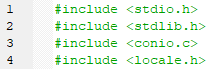 1 #include <stdio.h>
2 #include <stdlib.h>
3 #include <conio.c>
4 #include <locale.h>